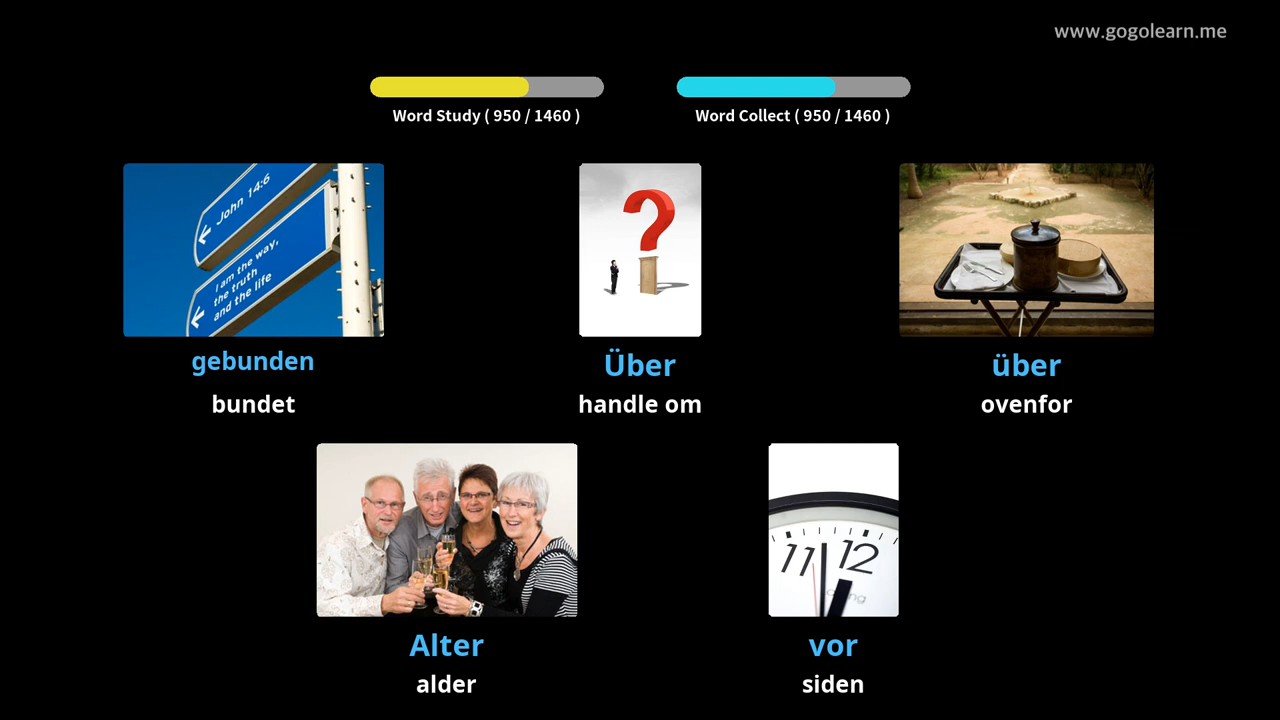 www.gogolearn.me
Word Study ( 950 / 1460 )
Word Collect ( 950 / 1460 )
John 14:6
I am the way,
the truth
and the life
gebunden
bundet
?
Über
handle om
über
ovenfor
11 12
Alter
alder
vor
siden